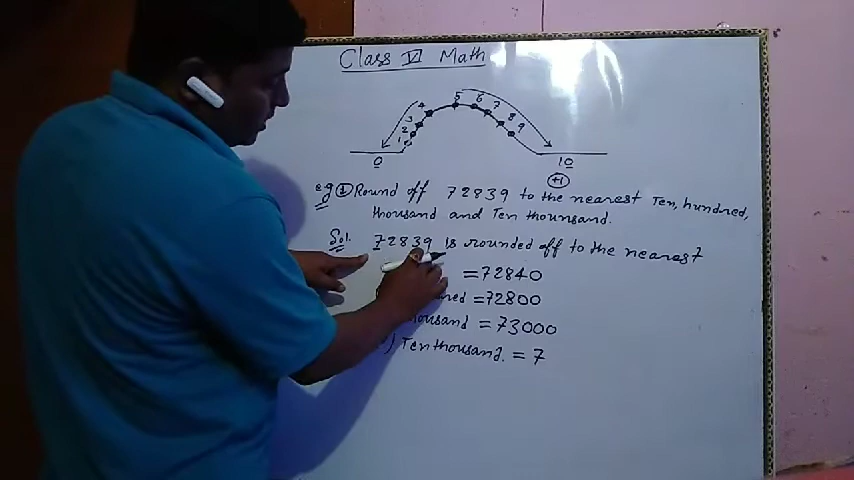 Class VI Math
5 6
4 7
3 8
2 9
1
0 10
+1
eg ① Round off 72839 to the nearest Ten, hundred,
thousand and Ten thounsand.
Sol. 72839 is rounded off to the nearest
= 72840
= 72800
housand = 73000
) Ten thousand. = 7